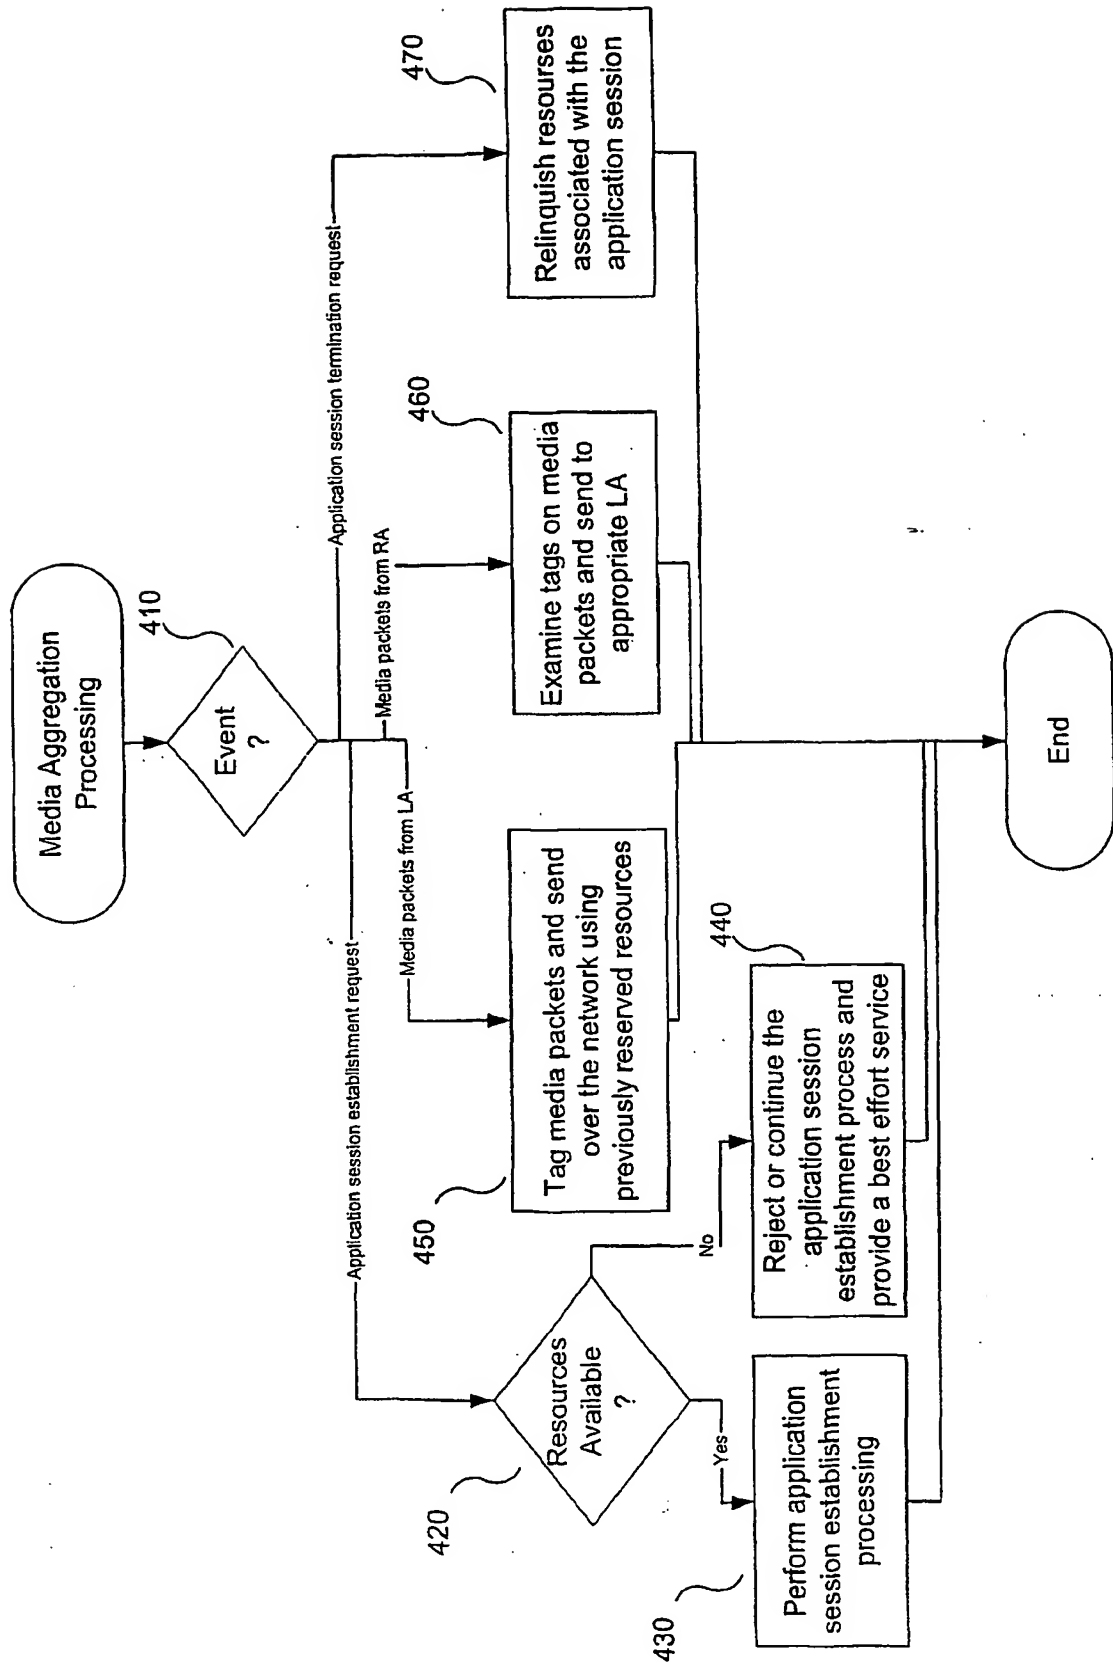 Media Aggregation
Processing
410
Event
?
Application session establishment request
Media packets from LA
Media packets from RA
Application session termination request
420
Resources
Available
?
Yes
No
430
Perform application
session establishment
processing
440
Reject or continue the
application session
establishment process and
provide a best effort service
450
Tag media packets and send
over the network using
previously reserved resources
460
Examine tags on media
packets and send to
appropriate LA
470
Relinquish resourses
associated with the
application session
End